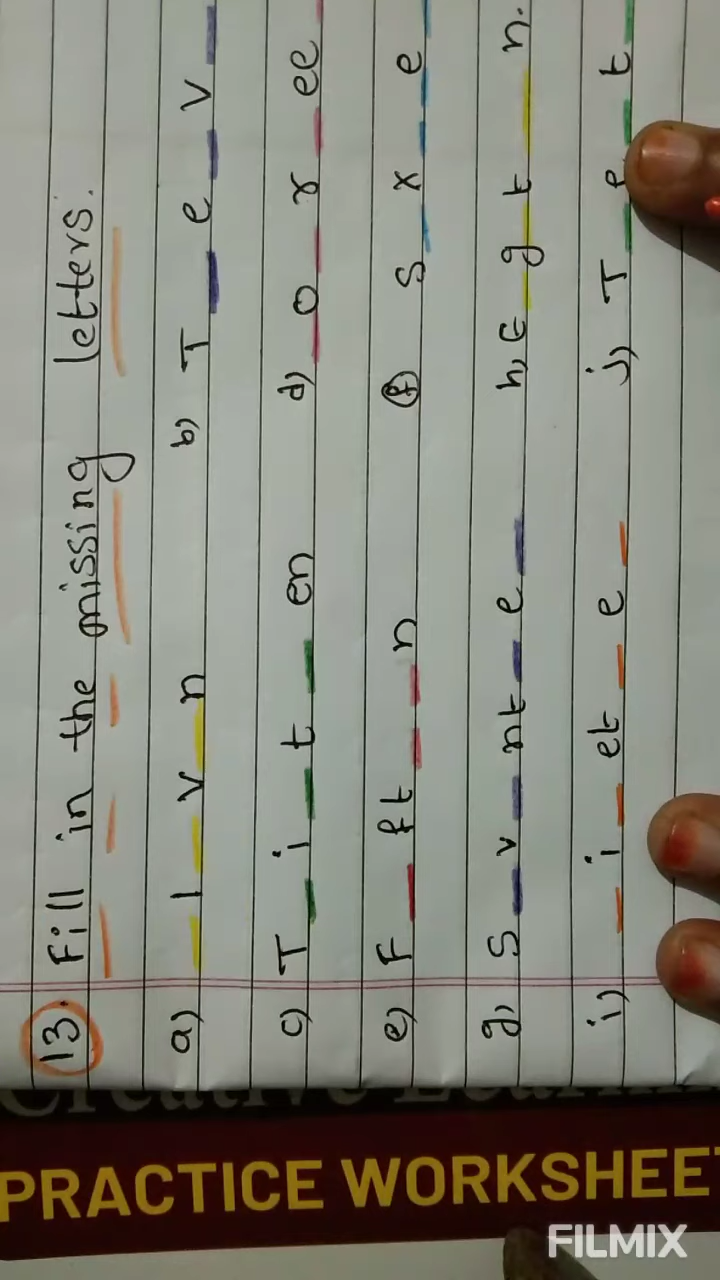 13. Fill in the missing letters.
a) _ l _ v _ n b) T _ e _ v _
c) T _ i _ t _ en d) _ o _ r _ ee _
e) F _ ft _ _ n f) S _ x _ e _
g) S _ v _ nt _ e _ h) E _ g _ t _ n.
i) _ i _ et _ e _ j) T _ e _ t _
PRACTICE WORKSHEET
FILMIX